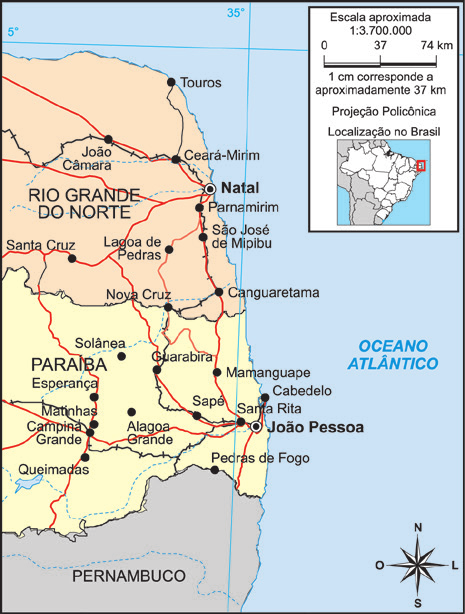 35°
5°
Escala aproximada
1:3.700.000
0 37 74 km
1 cm corresponde a
aproximadamente 37 km
Projeção Policônica
Localização no Brasil
Touros
João
Câmara
Ceará-Mirim
Natal
RIO GRANDE
DO NORTE
Parnamirim
São José
de Mipibu
Santa Cruz
Lagoa de
Pedras
Nova Cruz
Canguaretama
OCEANO
ATLÂNTICO
Solânea
PARAÍBA
Guarabira
Esperança
Mamanguape
Cabedelo
Matinhas
Sapé
Santa Rita
Campina
Grande
Alagoa
Grande
João Pessoa
Queimadas
Pedras de Fogo
PERNAMBUCO
N
O
L
S